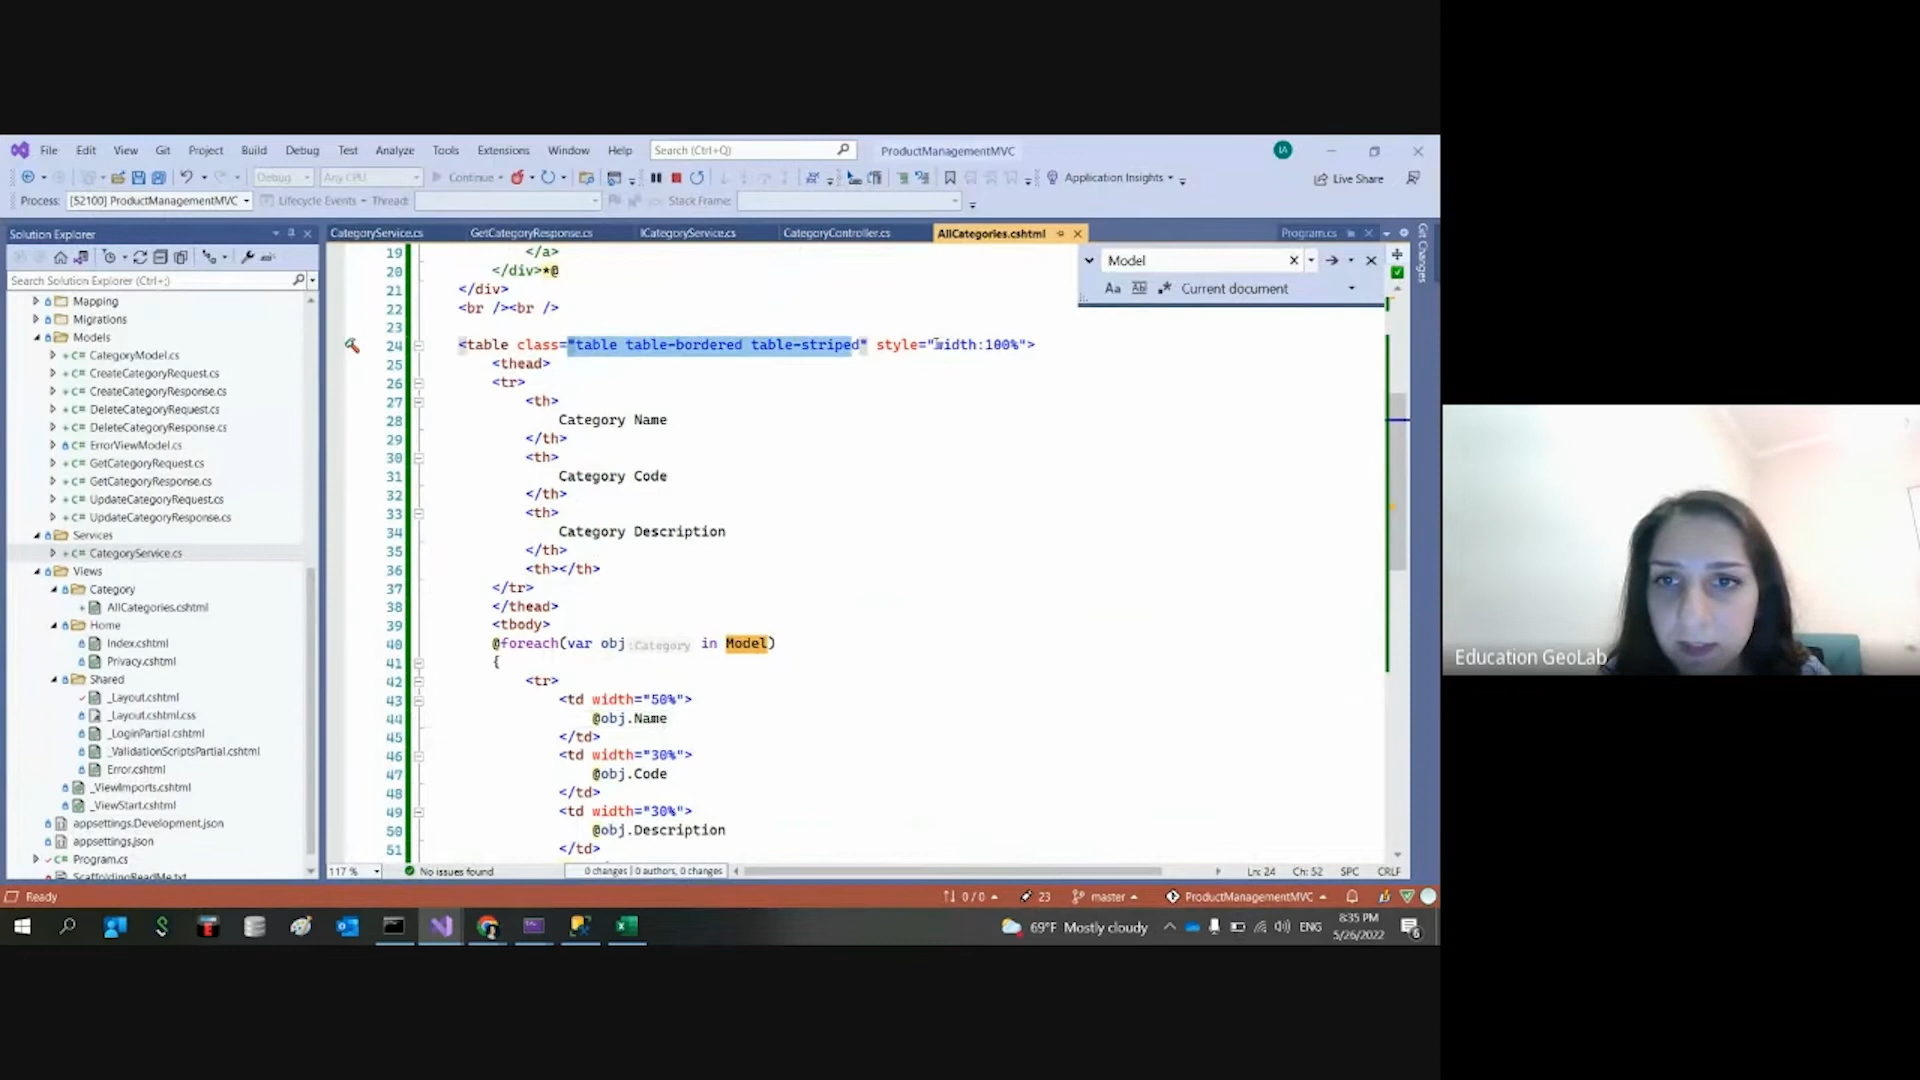 File Edit View Git Project Build Debug Test Analyze Tools Extensions Window Help Search (Ctrl+Q) ProductManagementMVC IA
Debug Any CPU Continue Application Insights Live Share
Process: [52100] ProductManagementMVC Lifecycle Events Thread: Stack Frame:
Solution Explorer
CategoryService.cs GetCategoryResponse.cs ICategoryService.cs CategoryController.cs AllCategories.cshtml Program.cs
Search Solution Explorer (Ctrl+;)
Mapping
Migrations
Models
C# CategoryModel.cs
C# CreateCategoryRequest.cs
C# CreateCategoryResponse.cs
C# DeleteCategoryRequest.cs
C# DeleteCategoryResponse.cs
C# ErrorViewModel.cs
C# GetCategoryRequest.cs
C# GetCategoryResponse.cs
C# UpdateCategoryRequest.cs
C# UpdateCategoryResponse.cs
Services
C# CategoryService.cs
Views
Category
AllCategories.cshtml
Home
Index.cshtml
Privacy.cshtml
Shared
_Layout.cshtml
_Layout.cshtml.css
_LoginPartial.cshtml
_ValidationScriptsPartial.cshtml
Error.cshtml
_ViewImports.cshtml
_ViewStart.cshtml
appsettings.Development.json
appsettings.json
C# Program.cs
ScaffoldingReadMe.txt
19 </a>
20 </div>*@
21 </div>
22 <br /><br />
23
24 <table class="table table-bordered table-striped" style="width:100%">
25 <thead>
26 <tr>
27 <th>
28 Category Name
29 </th>
30 <th>
31 Category Code
32 </th>
33 <th>
34 Category Description
35 </th>
36 <th></th>
37 </tr>
38 </thead>
39 <tbody>
40 @foreach(var obj :Category in Model)
41 {
42 <tr>
43 <td width="50%">
44 @obj.Name
45 </td>
46 <td width="30%">
47 @obj.Code
48 </td>
49 <td width="30%">
50 @obj.Description
51 </td>
Model
Aa Ab Current document
Git Changes
117 % No issues found 0 changes | 0 authors, 0 changes Ln: 24 Ch: 52 SPC CRLF
Ready 0 / 0 23 master ProductManagementMVC
69°F Mostly cloudy ENG 8:35 PM
5/26/2022 6
Education GeoLab